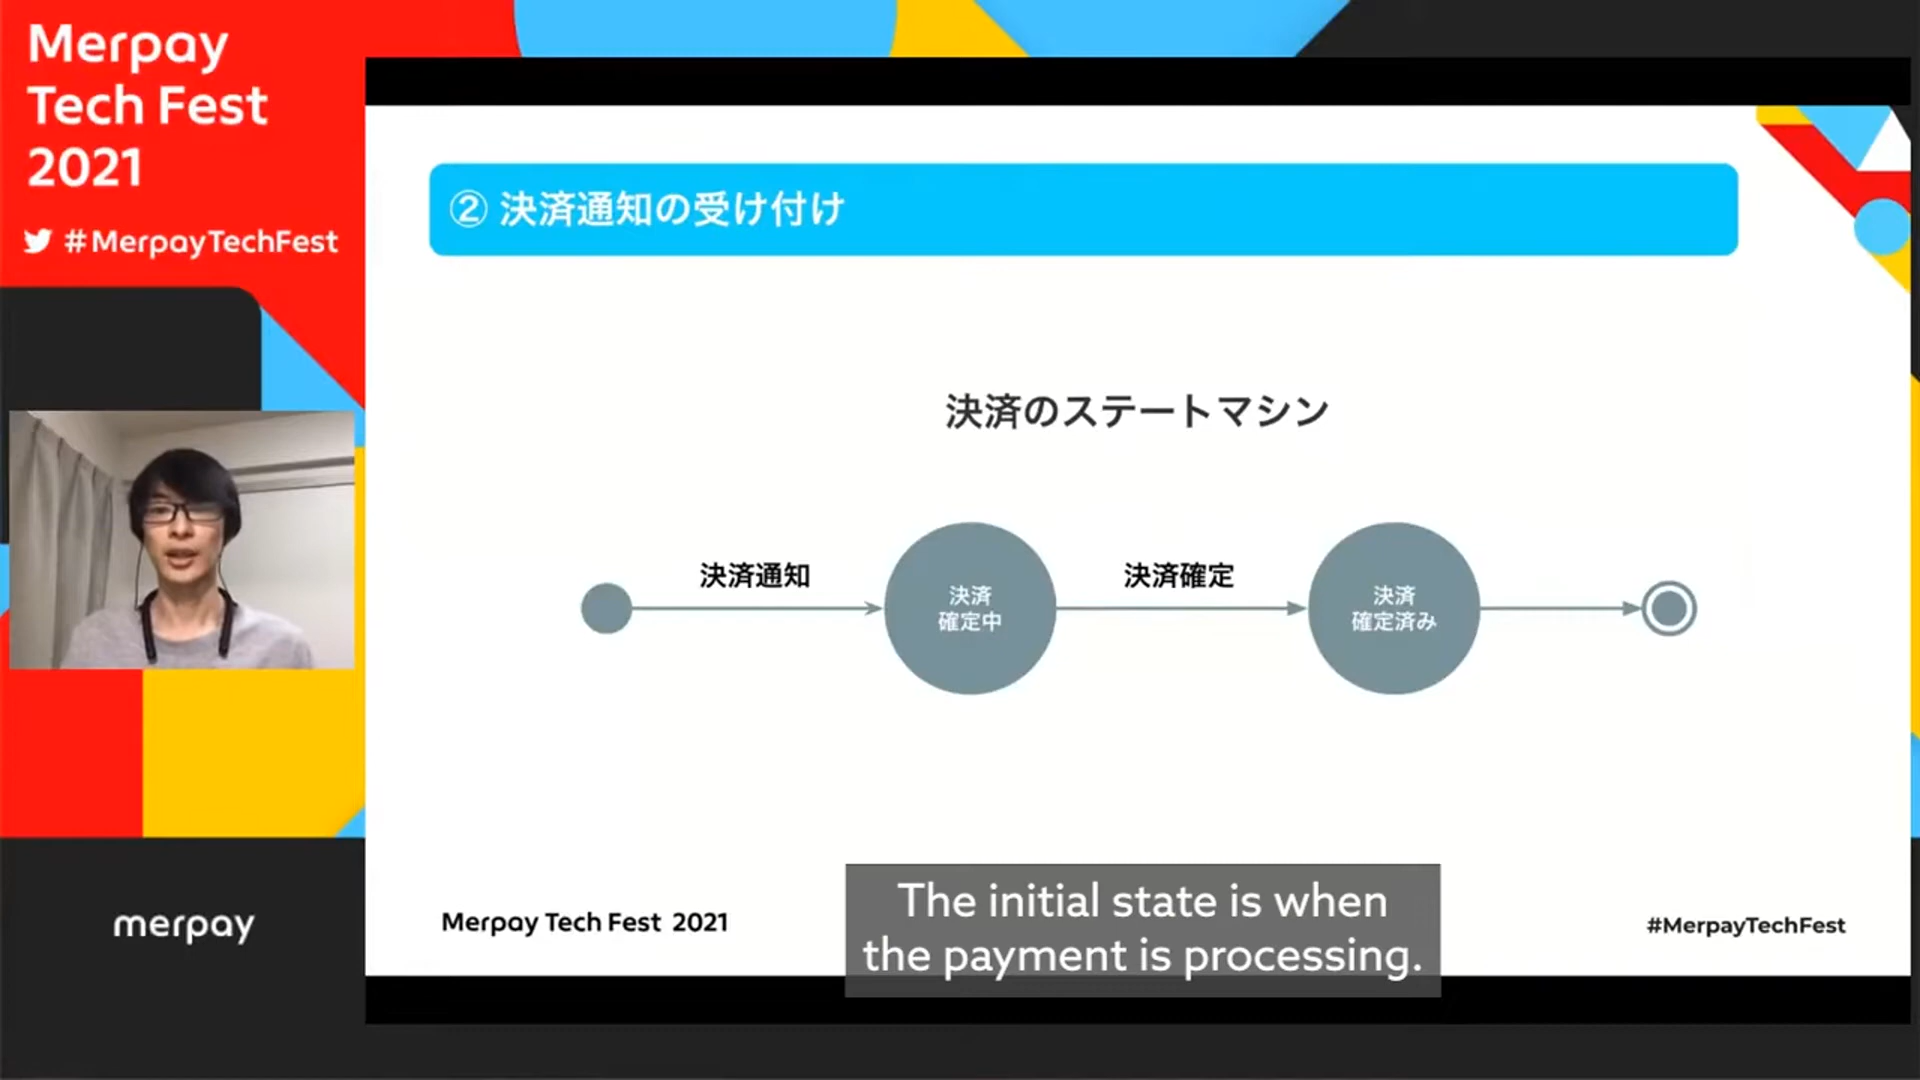 Merpay
Tech Fest
2021
#MerpayTechFest
② 決済通知の受け付け
決済のステートマシン
決済通知
決済
確定中
決済確定
決済
確定済み
merpay
Merpay Tech Fest 2021
The initial state is when
the payment is processing.
#MerpayTechFest